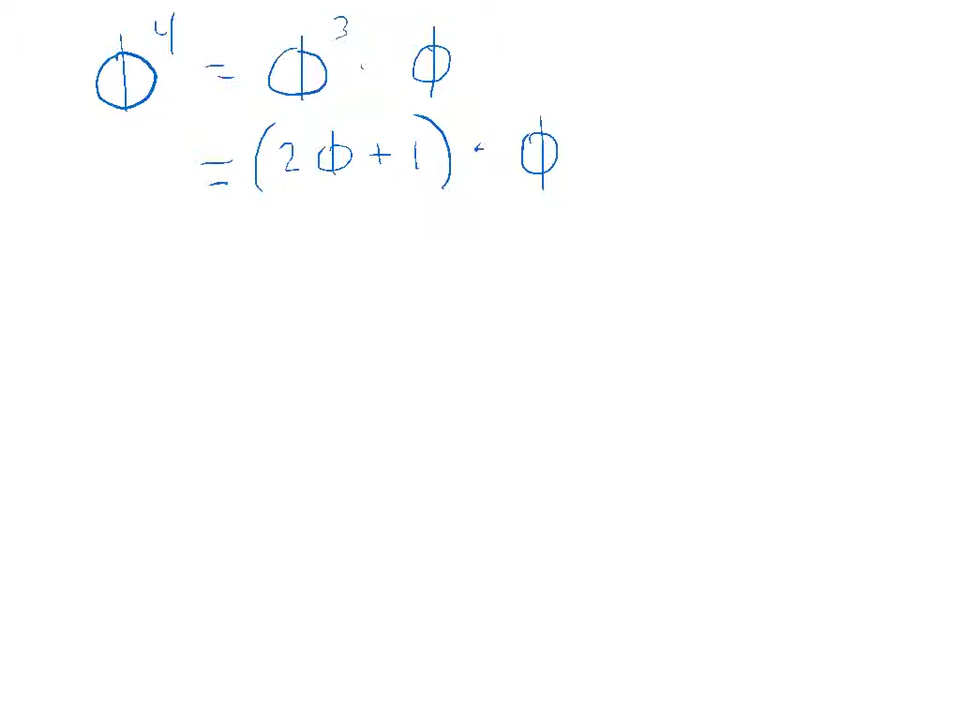 ϕ⁴ = ϕ³ · ϕ
= (2ϕ + 1) · ϕ